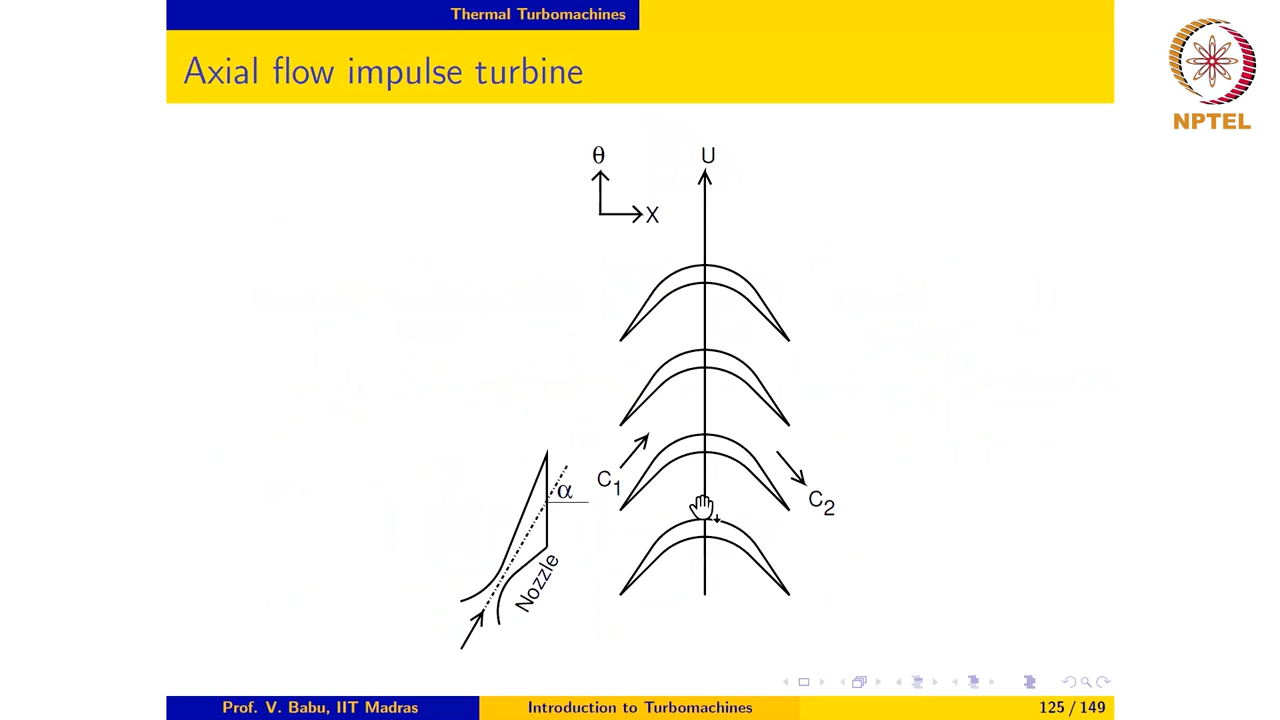 Thermal Turbomachines
Axial flow impulse turbine
NPTEL
θ
U
X
C1
α
C2
Nozzle
Prof. V. Babu, IIT Madras
Introduction to Turbomachines
125 / 149